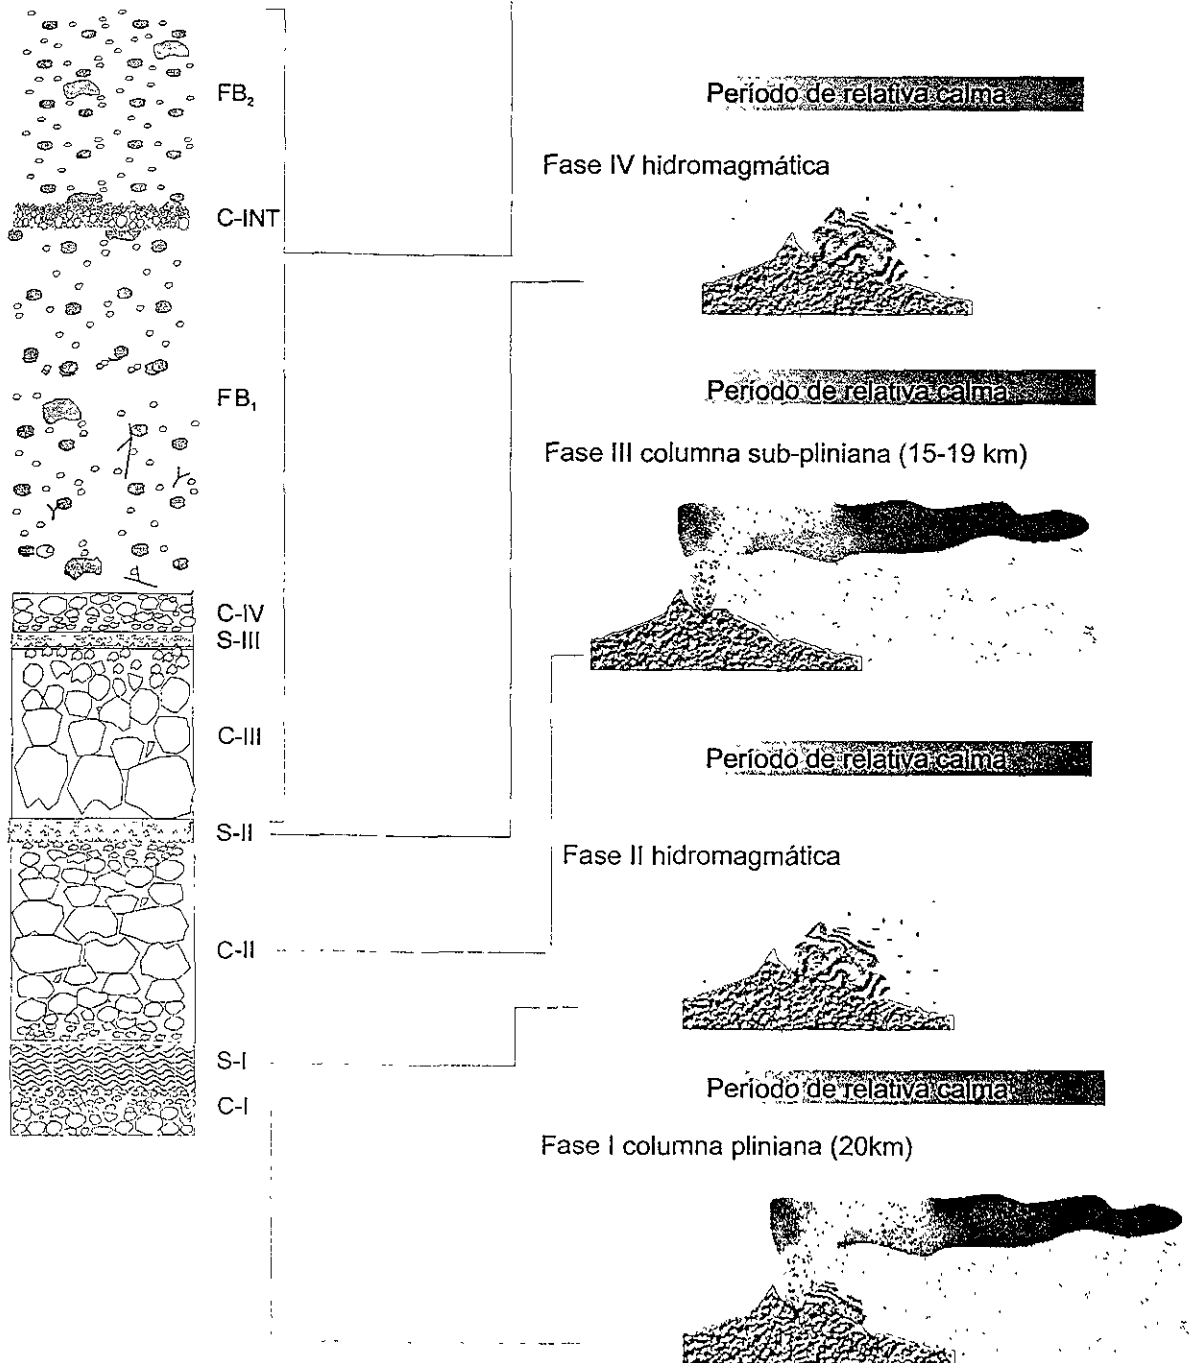 FB₂
C-INT
FB₁
C-IV
S-III
C-III
S-II
C-II
S-I
C-I
Período de relativa calma
Fase IV hidromagmática
Período de relativa calma
Fase III columna sub-pliniana (15-19 km)
Período de relativa calma
Fase II hidromagmática
Período de relativa calma
Fase I columna pliniana (20km)